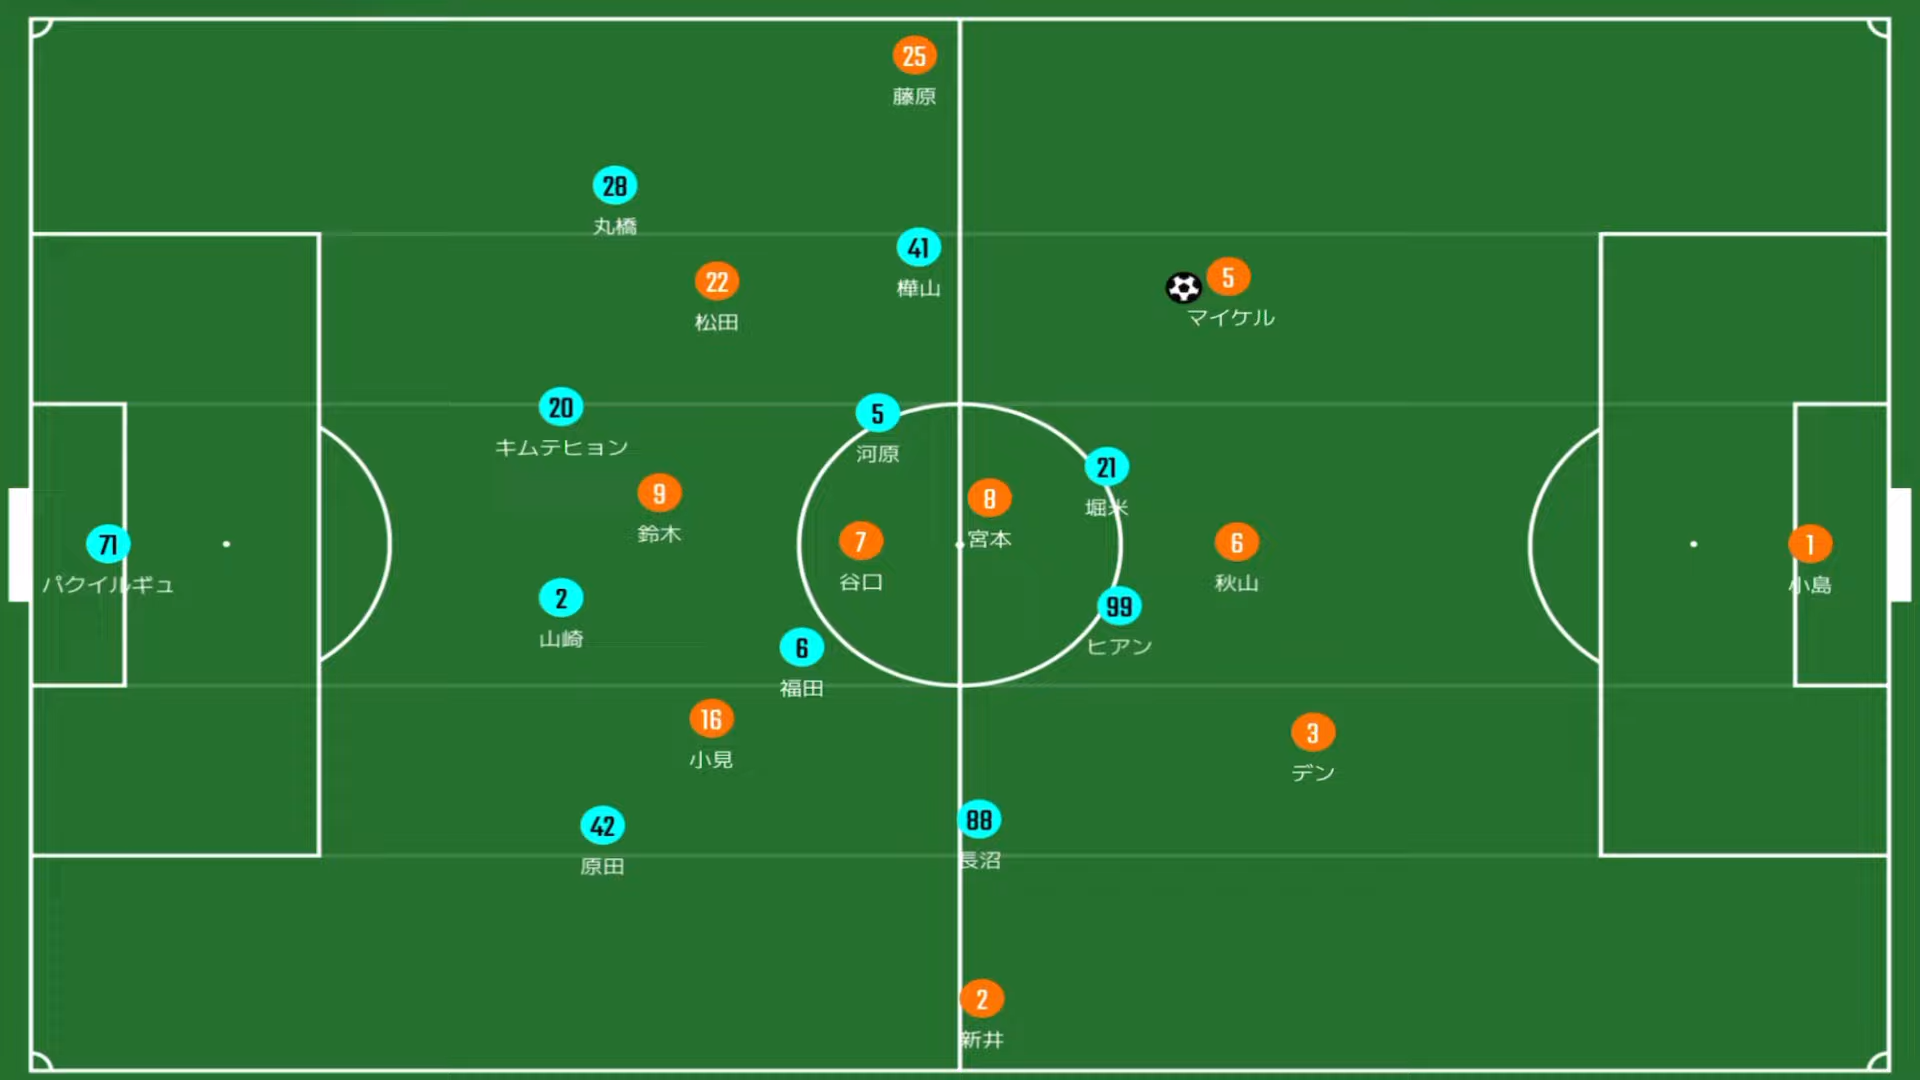 25
藤原
28
丸橋
41
樺山
22
松田
5
マイケル
20
キムテヒョン
5
河原
21
堀米
9
鈴木
8
宮本
7
谷口
6
秋山
71
パクイルギュ
1
小島
2
山崎
99
ヒアン
6
福田
16
小見
3
デン
42
原田
88
長沼
2
新井